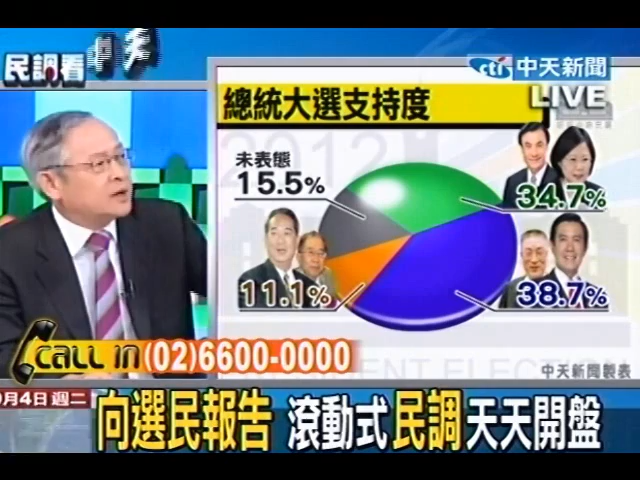 民調看中天
cti 中天新聞
LIVE
總統大選支持度
2012
未表態
15.5%
34.7%
11.1%
38.7%
CALL in (02)6600-0000
中天新聞製表
月4日週二
向選民報告 滾動式民調天天開盤